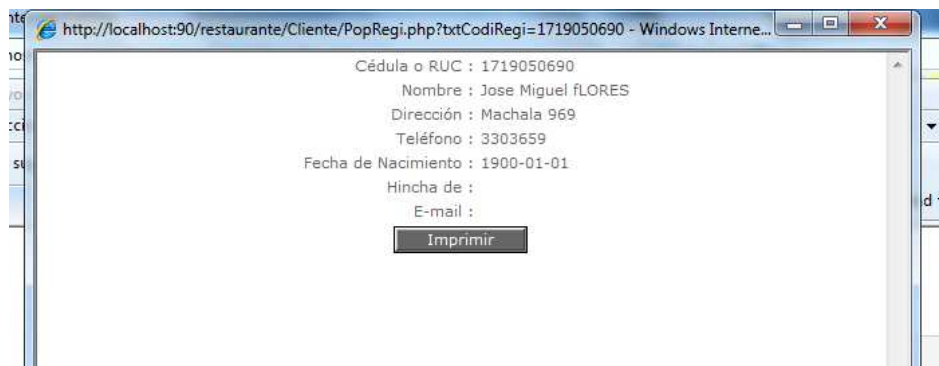 http://localhost:90/restaurante/Cliente/PopRegi.php?txtCodiRegi=1719050690 - Windows Interne...
Cédula o RUC : 1719050690
Nombre : Jose Miguel fLORES
Dirección : Machala 969
Teléfono : 3303659
Fecha de Nacimiento : 1900-01-01
Hincha de :
E-mail :
Imprimir